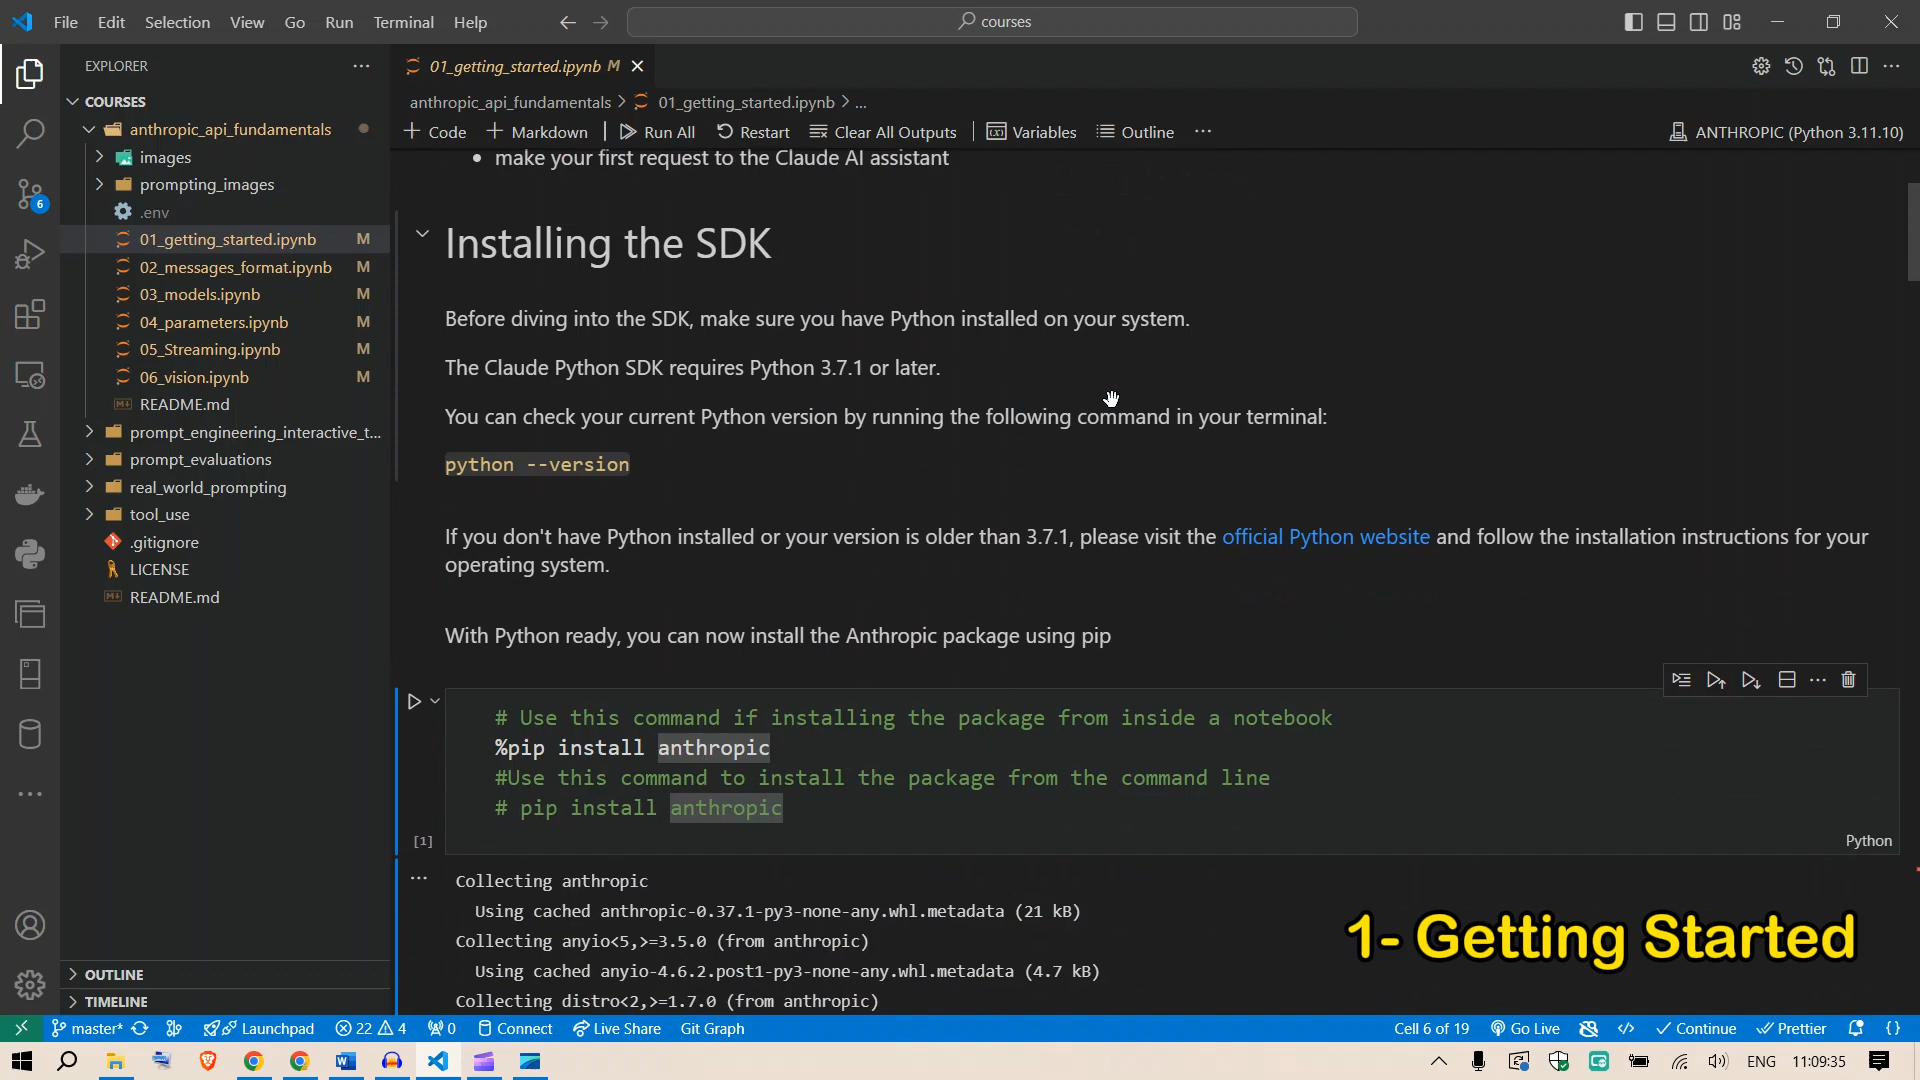 File Edit Selection View Go Run Terminal Help
courses
EXPLORER
01_getting_started.ipynb M
COURSES
anthropic_api_fundamentals
images
prompting_images
.env
01_getting_started.ipynb M
02_messages_format.ipynb M
03_models.ipynb M
04_parameters.ipynb M
05_Streaming.ipynb M
06_vision.ipynb M
README.md
prompt_engineering_interactive_t...
prompt_evaluations
real_world_prompting
tool_use
.gitignore
LICENSE
README.md
OUTLINE
TIMELINE
6
anthropic_api_fundamentals > 01_getting_started.ipynb > ...
+ Code + Markdown | Run All Restart Clear All Outputs | Variables Outline ...
ANTHROPIC (Python 3.11.10)
• make your first request to the Claude AI assistant
Installing the SDK
Before diving into the SDK, make sure you have Python installed on your system.
The Claude Python SDK requires Python 3.7.1 or later.
You can check your current Python version by running the following command in your terminal:
python --version
If you don't have Python installed or your version is older than 3.7.1, please visit the official Python website and follow the installation instructions for your
operating system.
With Python ready, you can now install the Anthropic package using pip
# Use this command if installing the package from inside a notebook
%pip install anthropic
#Use this command to install the package from the command line
# pip install anthropic
[1]
Python
Collecting anthropic
Using cached anthropic-0.37.1-py3-none-any.whl.metadata (21 kB)
Collecting anyio<5,>=3.5.0 (from anthropic)
Using cached anyio-4.6.2.post1-py3-none-any.whl.metadata (4.7 kB)
Collecting distro<2,>=1.7.0 (from anthropic)
1- Getting Started
master* Launchpad 22 4 0 Connect Live Share Git Graph
Cell 6 of 19 Go Live Continue Prettier {}
ENG 11:09:35